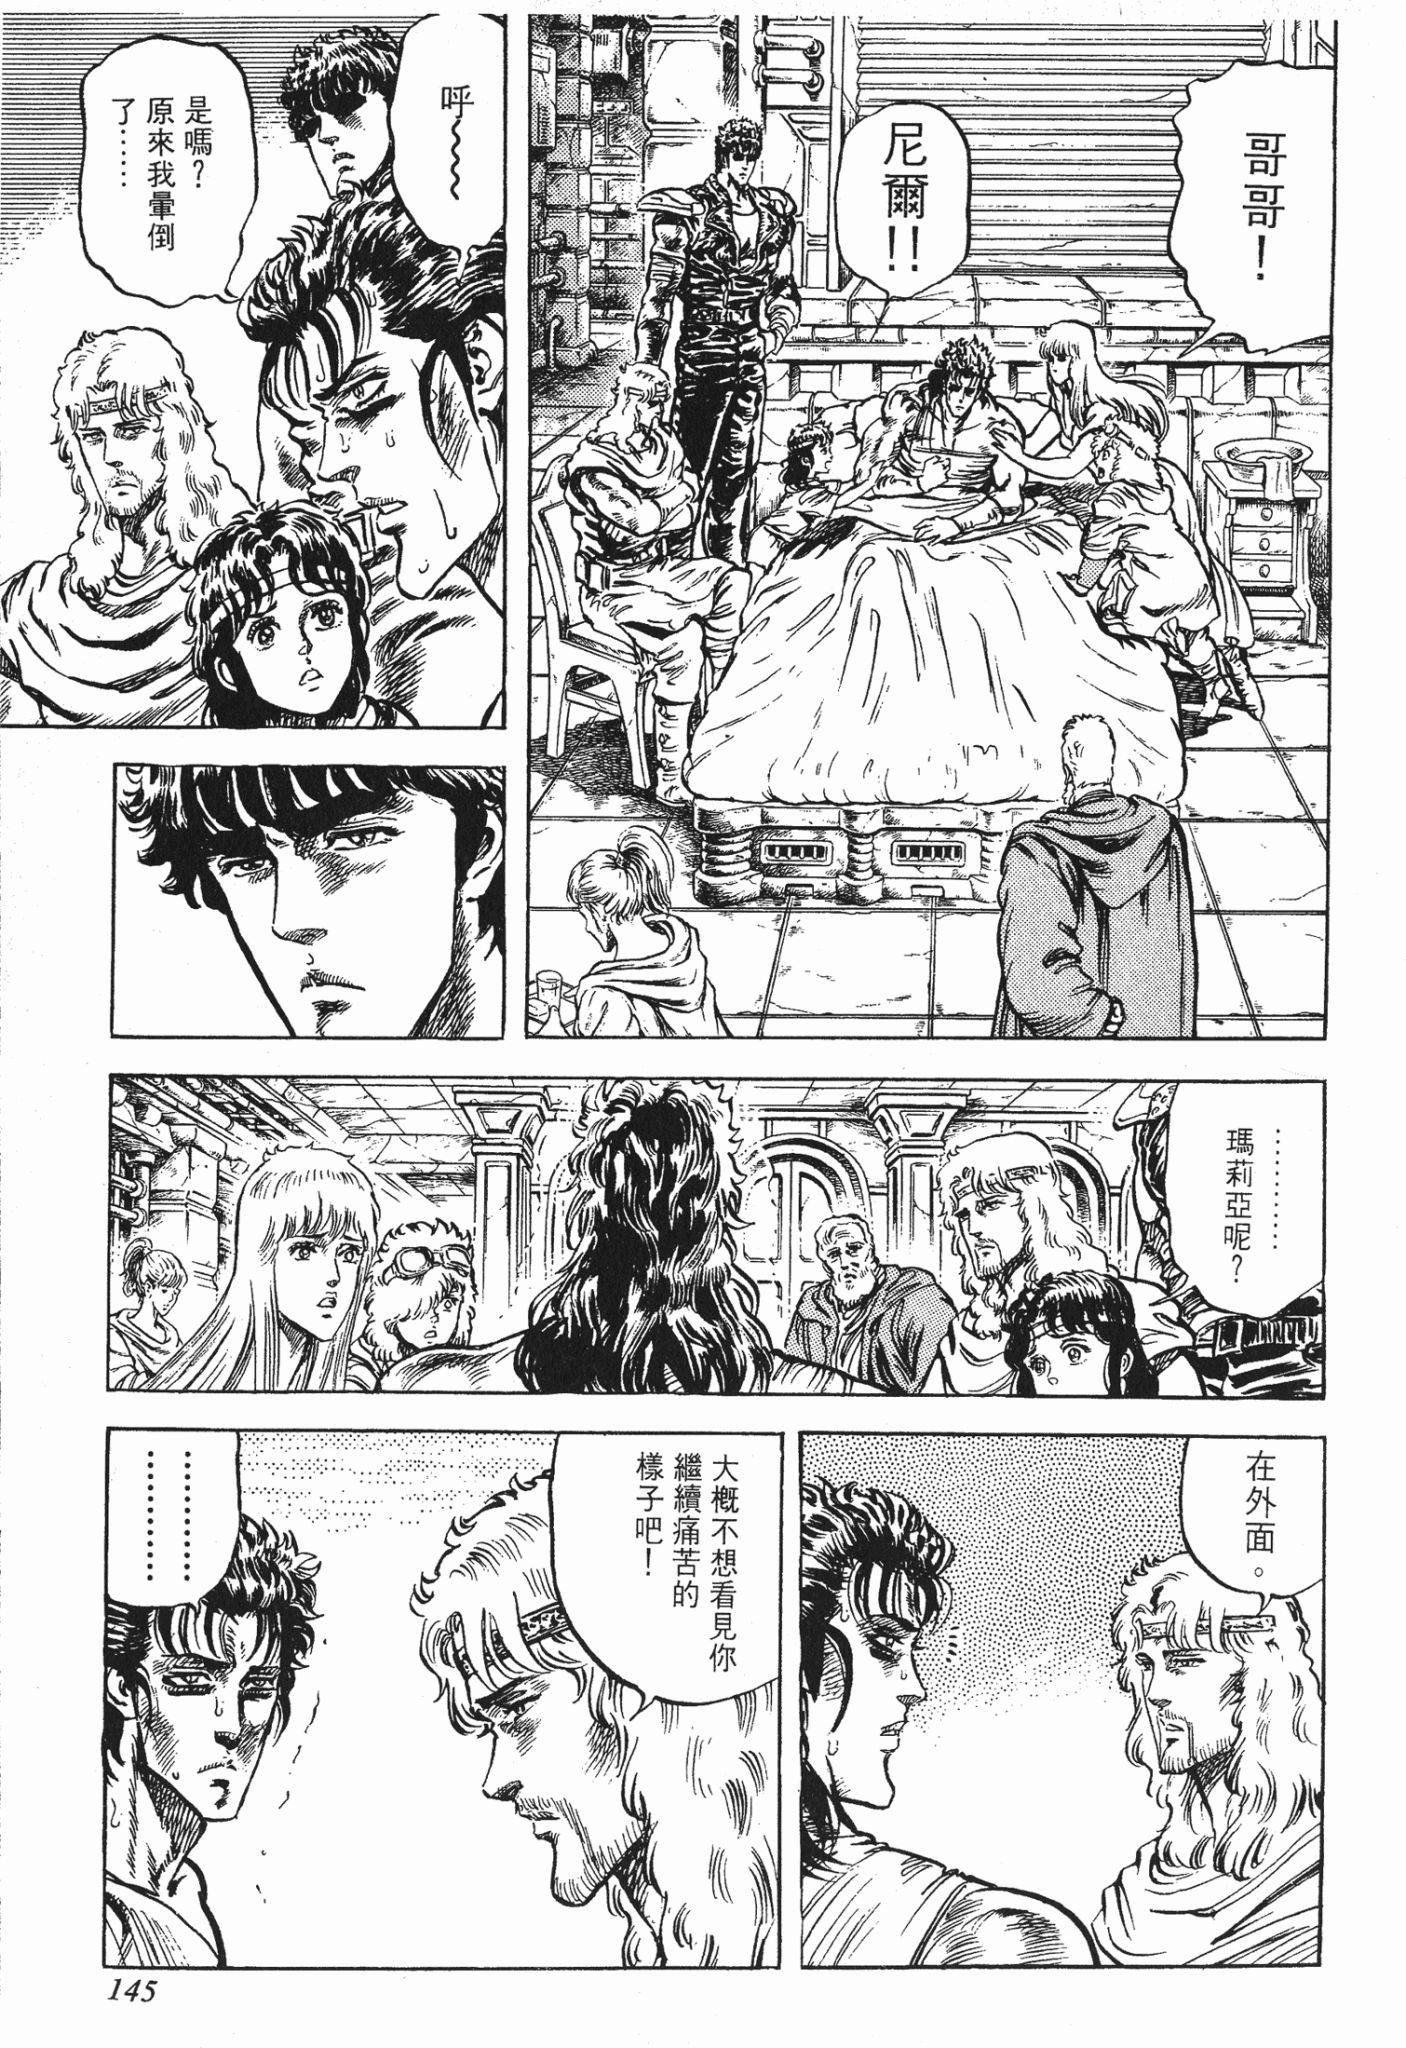 哥哥！
尼爾!!
呼～～～
是嗎？
原來我暈倒
了……
…………
瑪莉亞呢？
在外面。
大概不想看見你
繼續痛苦的
樣子吧！
…………
…………
145